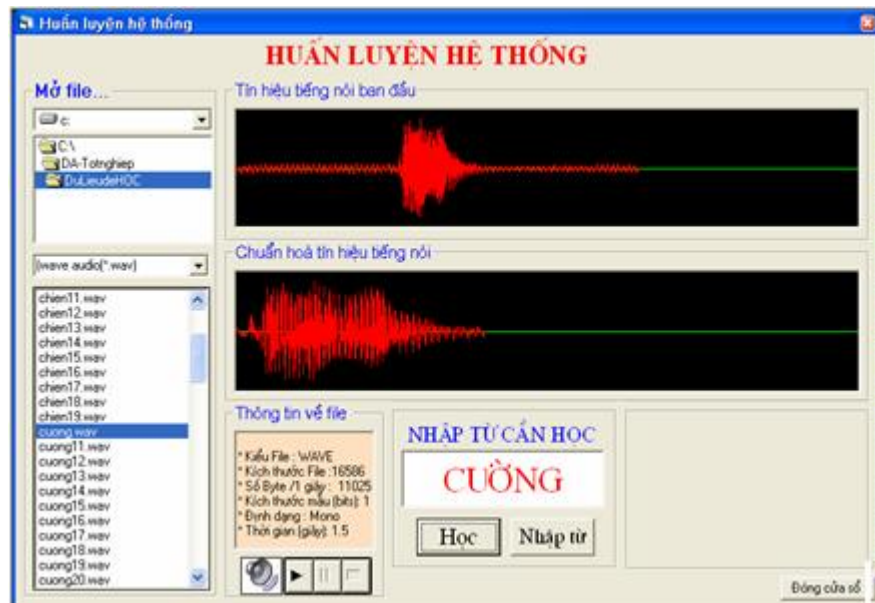 Huấn luyện hệ thống
HUẤN LUYỆN HỆ THỐNG
Mở file...
c:
C:\
DA-Totnghiep
DuLieudeHOC
(wave audio(*.wav)
chien11.wav
chien12.wav
chien13.wav
chien14.wav
chien15.wav
chien16.wav
chien17.wav
chien18.wav
chien19.wav
cuong.wav
cuong11.wav
cuong12.wav
cuong13.wav
cuong14.wav
cuong15.wav
cuong16.wav
cuong17.wav
cuong18.wav
cuong19.wav
cuong20.wav
Tín hiệu tiếng nói ban đầu
Chuẩn hoá tín hiệu tiếng nói
Thông tin về file
* Kiểu File : WAVE
* Kích thước File :16586
* Số Byte /1 giây : 11025
* Kích thước mẫu (bits): 1
* Định dạng : Mono
* Thời gian (giây): 1.5
NHẬP TỪ CẦN HỌC
CƯỜNG
Học
Nhập từ
Đóng cửa sổ